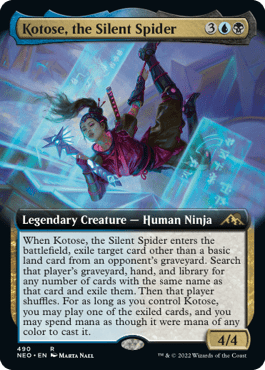 Kotose, the Silent Spider 3
Legendary Creature — Human Ninja
When Kotose, the Silent Spider enters the
battlefield, exile target card other than a basic
land card from an opponent's graveyard. Search
that player's graveyard, hand, and library for
any number of cards with the same name
as that card and exile them. Then that player
shuffles. For as long as you control Kotose,
you may play one of the exiled cards, and you
may spend mana as though it were mana of
any color to cast it.
4/4
490 R
NEO • EN MARTA NAEL ™ & © 2022 Wizards of the Coast